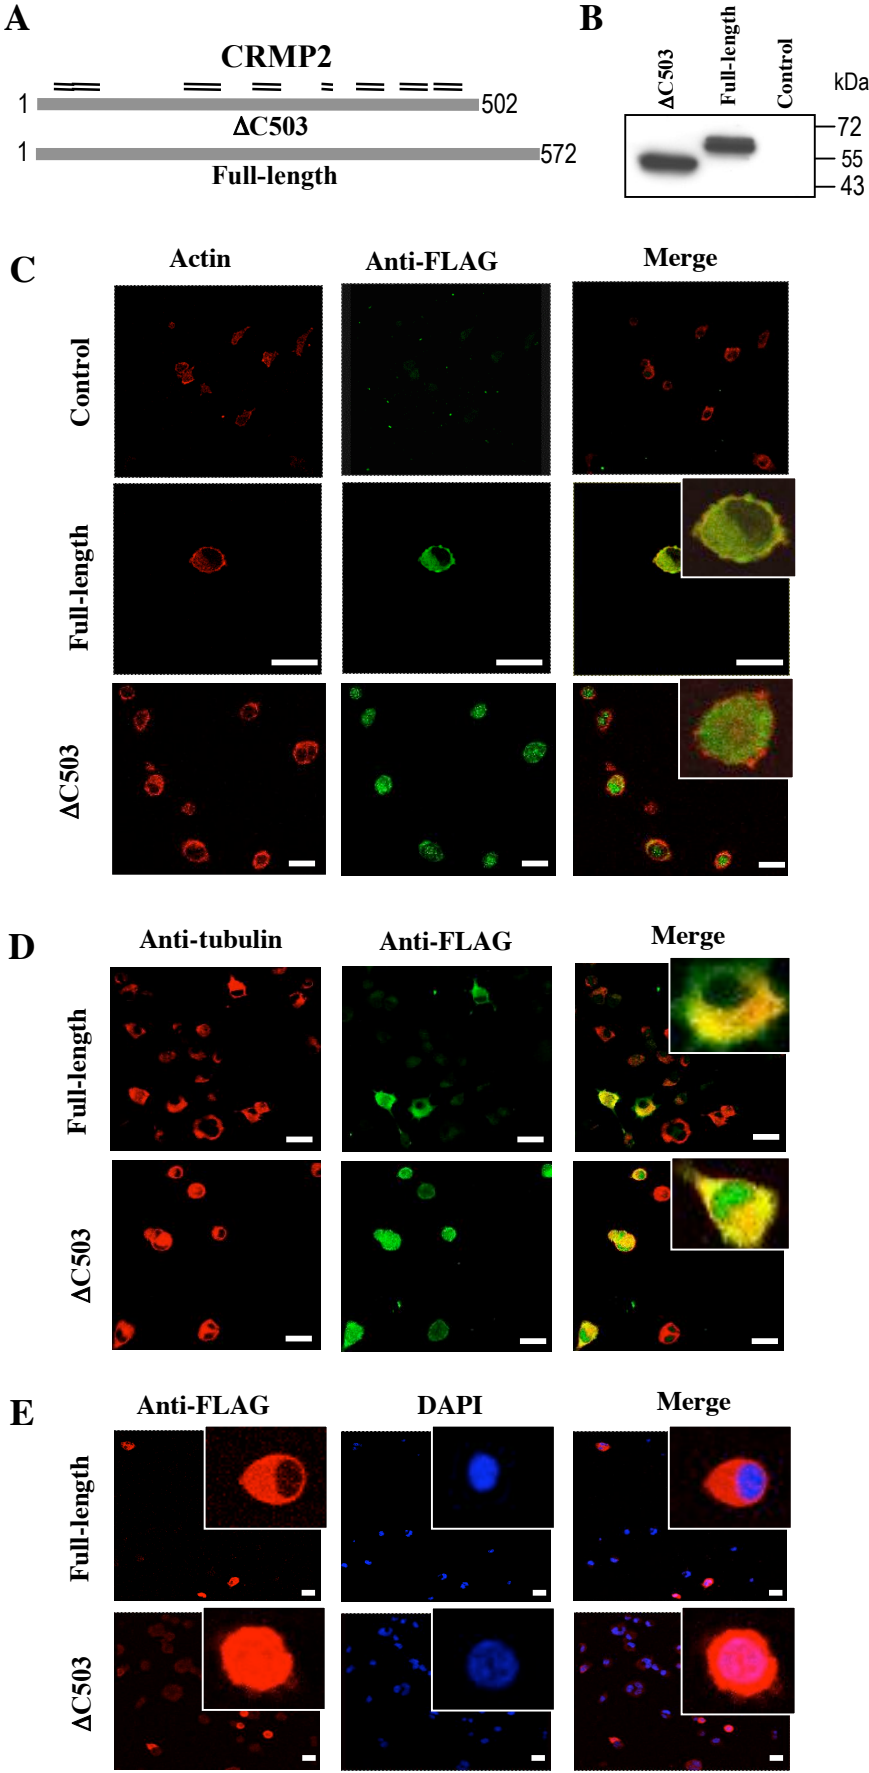 A
CRMP2
1 502
ΔC503
1 572
Full-length
B
ΔC503 Full-length Control kDa
72
55
43
C
Actin Anti-FLAG Merge
Control
Full-length
ΔC503
D
Anti-tubulin Anti-FLAG Merge
Full-length
ΔC503
E
Anti-FLAG DAPI Merge
Full-length
ΔC503